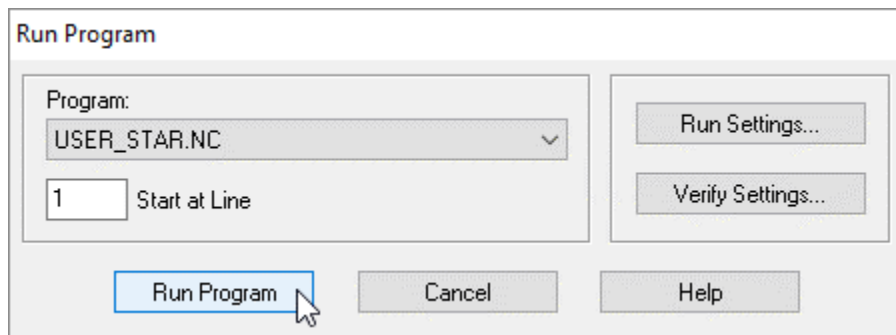 Run Program
Program:
USER_STAR.NC
1 Start at Line
Run Settings...
Verify Settings...
Run Program Cancel Help